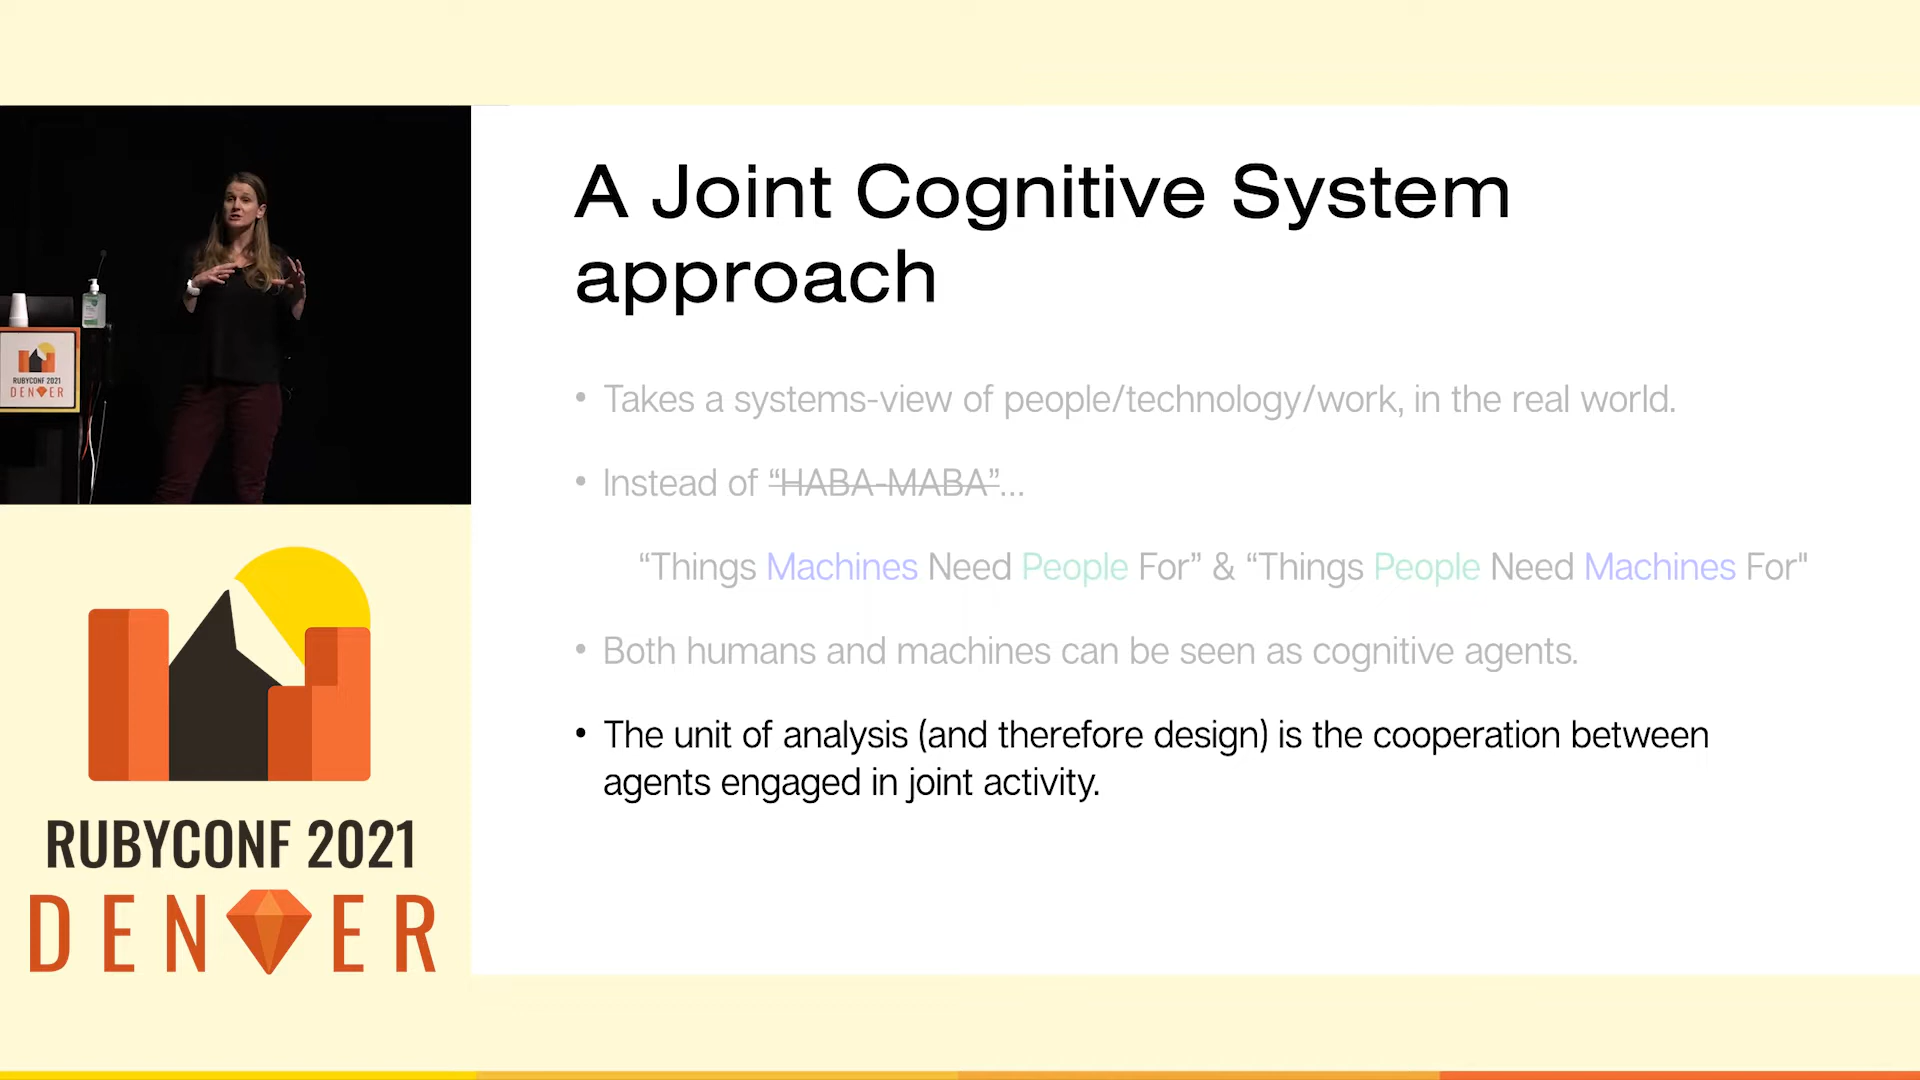 A Joint Cognitive System
approach
• Takes a systems-view of people/technology/work, in the real world.
• Instead of “HABA-MABA”...
“Things Machines Need People For” & “Things People Need Machines For"
• Both humans and machines can be seen as cognitive agents.
• The unit of analysis (and therefore design) is the cooperation between
agents engaged in joint activity.
RUBYCONF 2021
DENVER
RUBYCONF 2021
DENVER